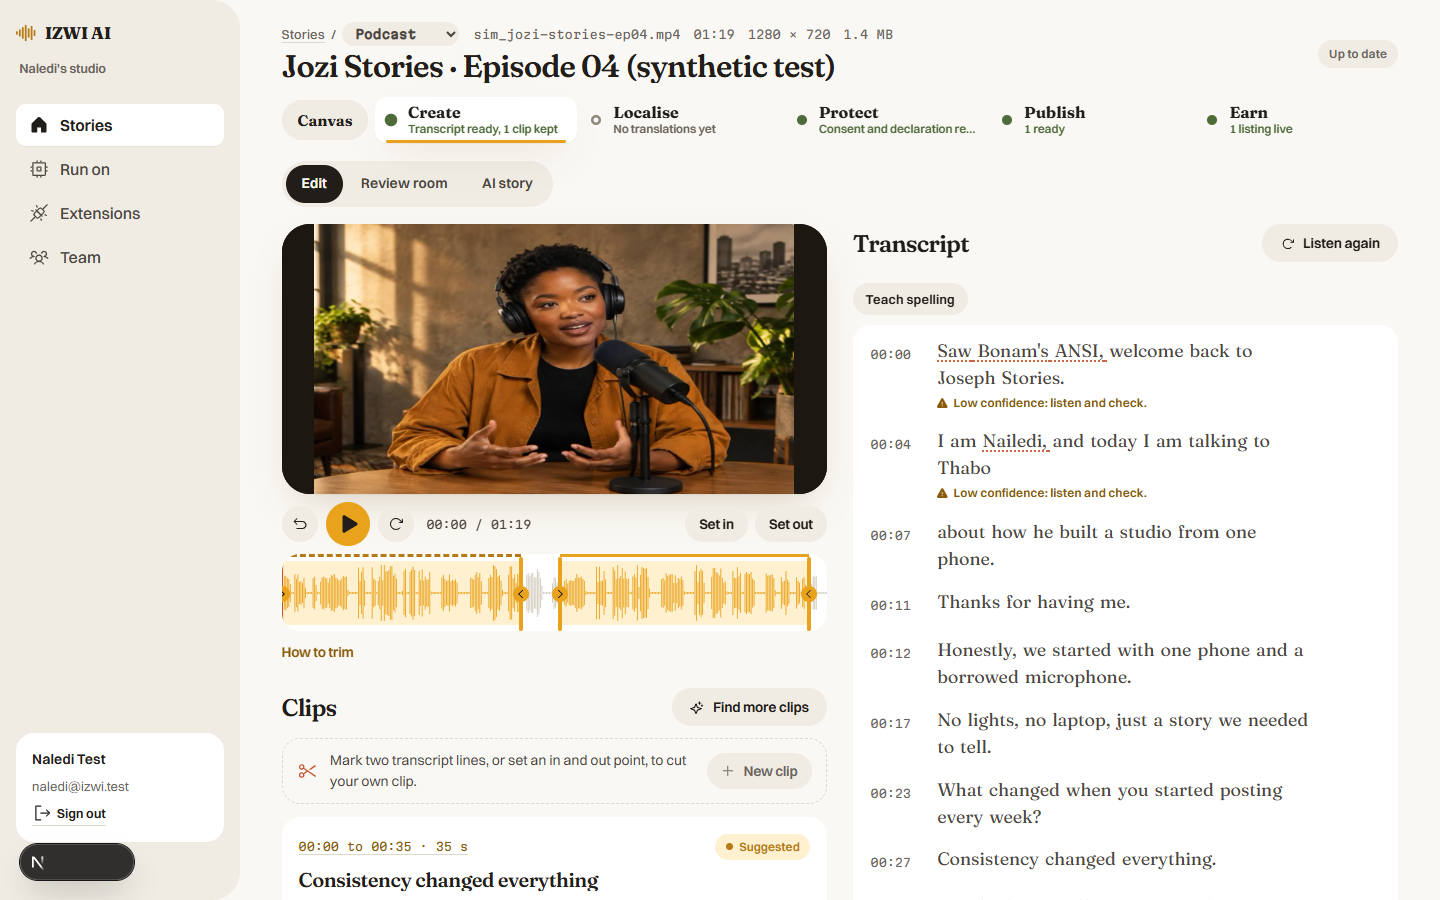 IZWI AI
Naledi's studio
Stories
Run on
Extensions
Team
Naledi Test
naledi@izwi.test
Sign out
N
Stories / Podcast sim_jozi-stories-ep04.mp4 01:19 1280 × 720 1.4 MB
Jozi Stories · Episode 04 (synthetic test)
Up to date
Canvas
Create
Transcript ready, 1 clip kept
Localise
No translations yet
Protect
Consent and declaration re...
Publish
1 ready
Earn
1 listing live
Edit
Review room
AI story
00:00 / 01:19
Set in
Set out
How to trim
Clips
Find more clips
Mark two transcript lines, or set an in and out point, to cut
your own clip.
New clip
00:00 to 00:35 · 35 s
Suggested
Consistency changed everything
Transcript
Listen again
Teach spelling
00:00 Saw Bonam's ANSI, welcome back to
Joseph Stories.
Low confidence: listen and check.
00:04 I am Nailedi, and today I am talking to
Thabo
Low confidence: listen and check.
00:07 about how he built a studio from one
phone.
00:11 Thanks for having me.
00:12 Honestly, we started with one phone and a
borrowed microphone.
00:17 No lights, no laptop, just a story we needed
to tell.
00:23 What changed when you started posting
every week?
00:27 Consistency changed everything.